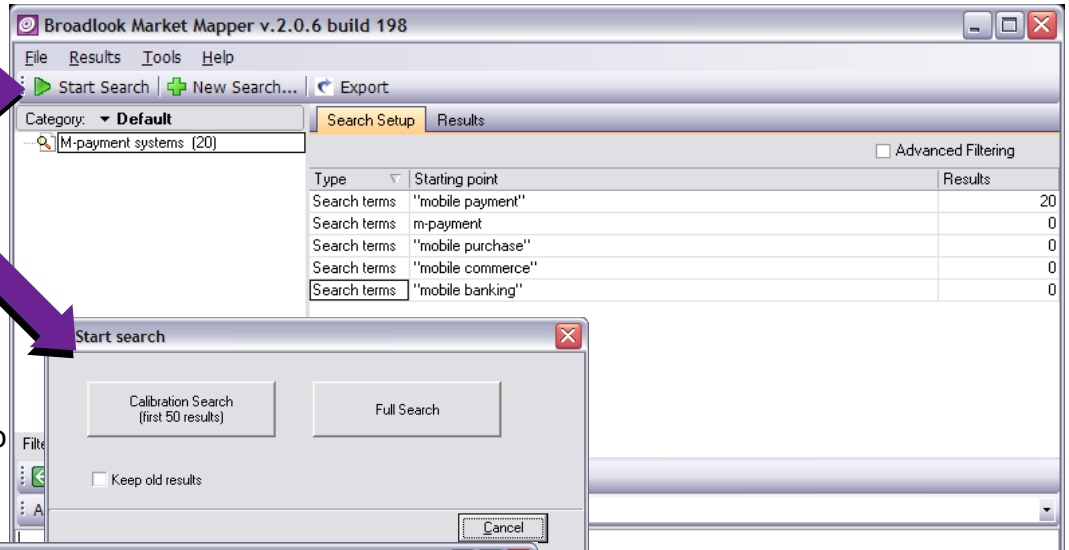 Broadlook Market Mapper v.2.0.6 build 198
File Results Tools Help
Start Search New Search... Export
Category: Default
Search Setup Results
M-payment systems (20)
Advanced Filtering
Type Starting point Results
Search terms "mobile payment" 20
Search terms m-payment 0
Search terms "mobile purchase" 0
Search terms "mobile commerce" 0
Search terms "mobile banking" 0
Start search
Calibration Search
(first 50 results)
Full Search
Keep old results
Cancel